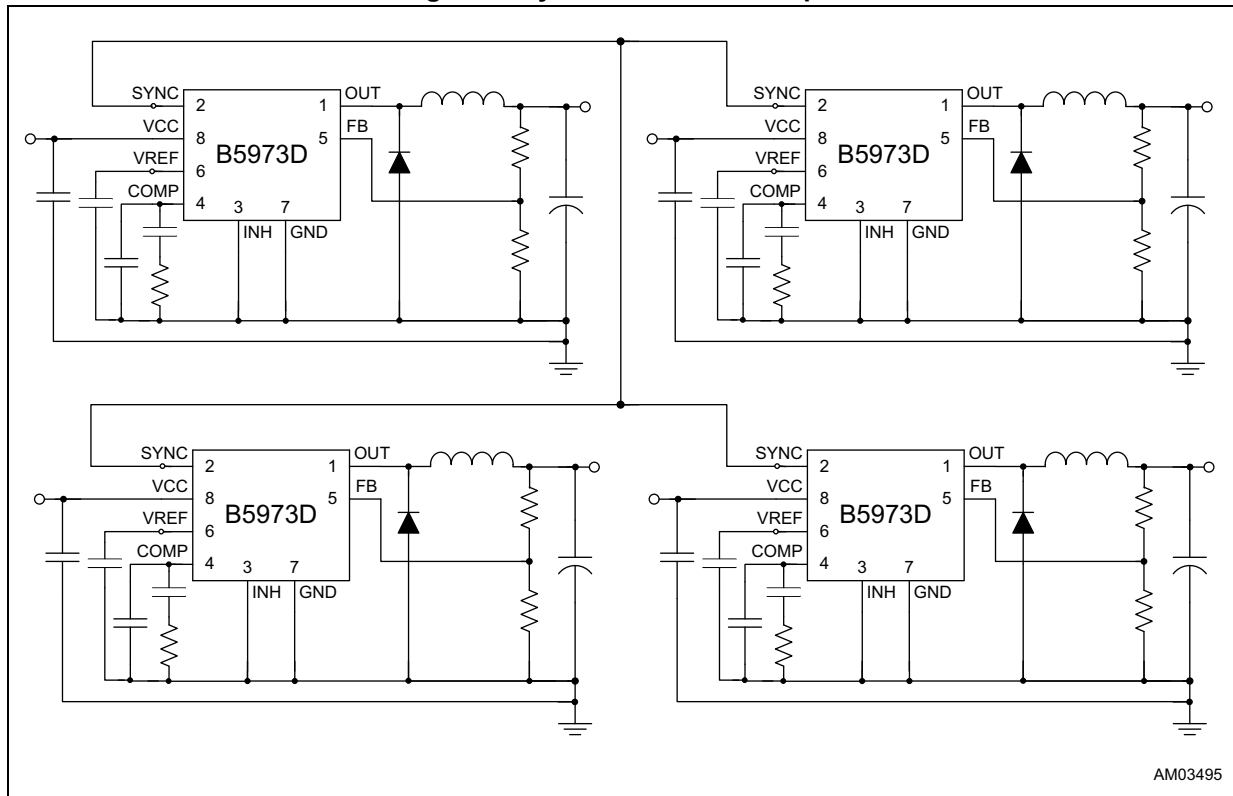 SYNC 2 1 OUT
VCC 8 5 FB
VREF 6 B5973D
COMP 4 3 7
INH GND
SYNC 2 1 OUT
VCC 8 5 FB
VREF 6 B5973D
COMP 4 3 7
INH GND
SYNC 2 1 OUT
VCC 8 5 FB
VREF 6 B5973D
COMP 4 3 7
INH GND
SYNC 2 1 OUT
VCC 8 5 FB
VREF 6 B5973D
COMP 4 3 7
INH GND
AM03495